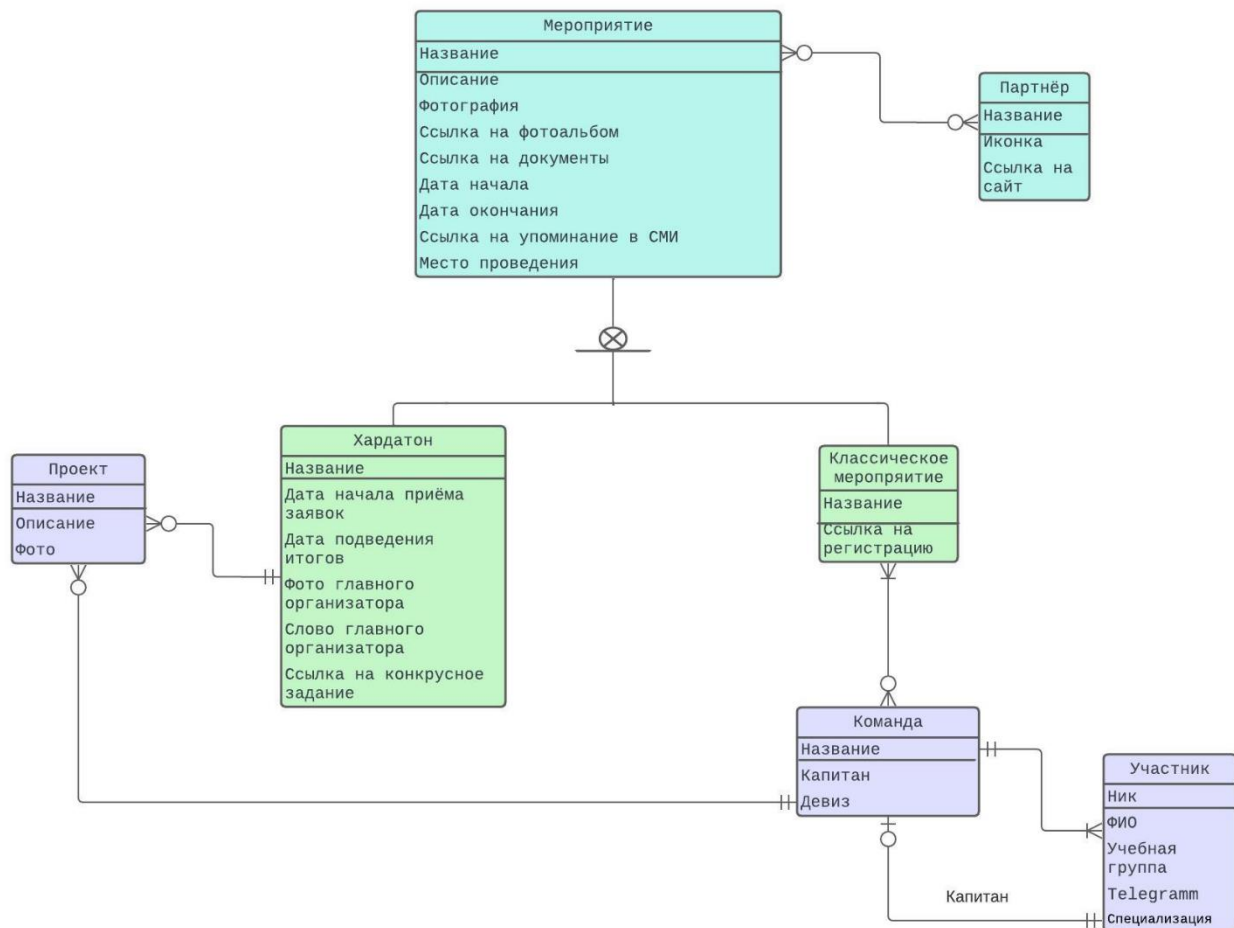 Мероприятие
Название
Описание
Фотография
Ссылка на фотоальбом
Ссылка на документы
Дата начала
Дата окончания
Ссылка на упоминание в СМИ
Место проведения
Партнёр
Название
Иконка
Ссылка на
сайт
Проект
Название
Описание
Фото
Хардатон
Название
Дата начала приёма
заявок
Дата подведения
итогов
Фото главного
организатора
Слово главного
организатора
Ссылка на конкрусное
задание
Классическое
меропряитие
Название
Ссылка на
регистрацию
Команда
Название
Капитан
Девиз
Участник
Ник
ФИО
Учебная
группа
Telegramm
Специализация
Капитан